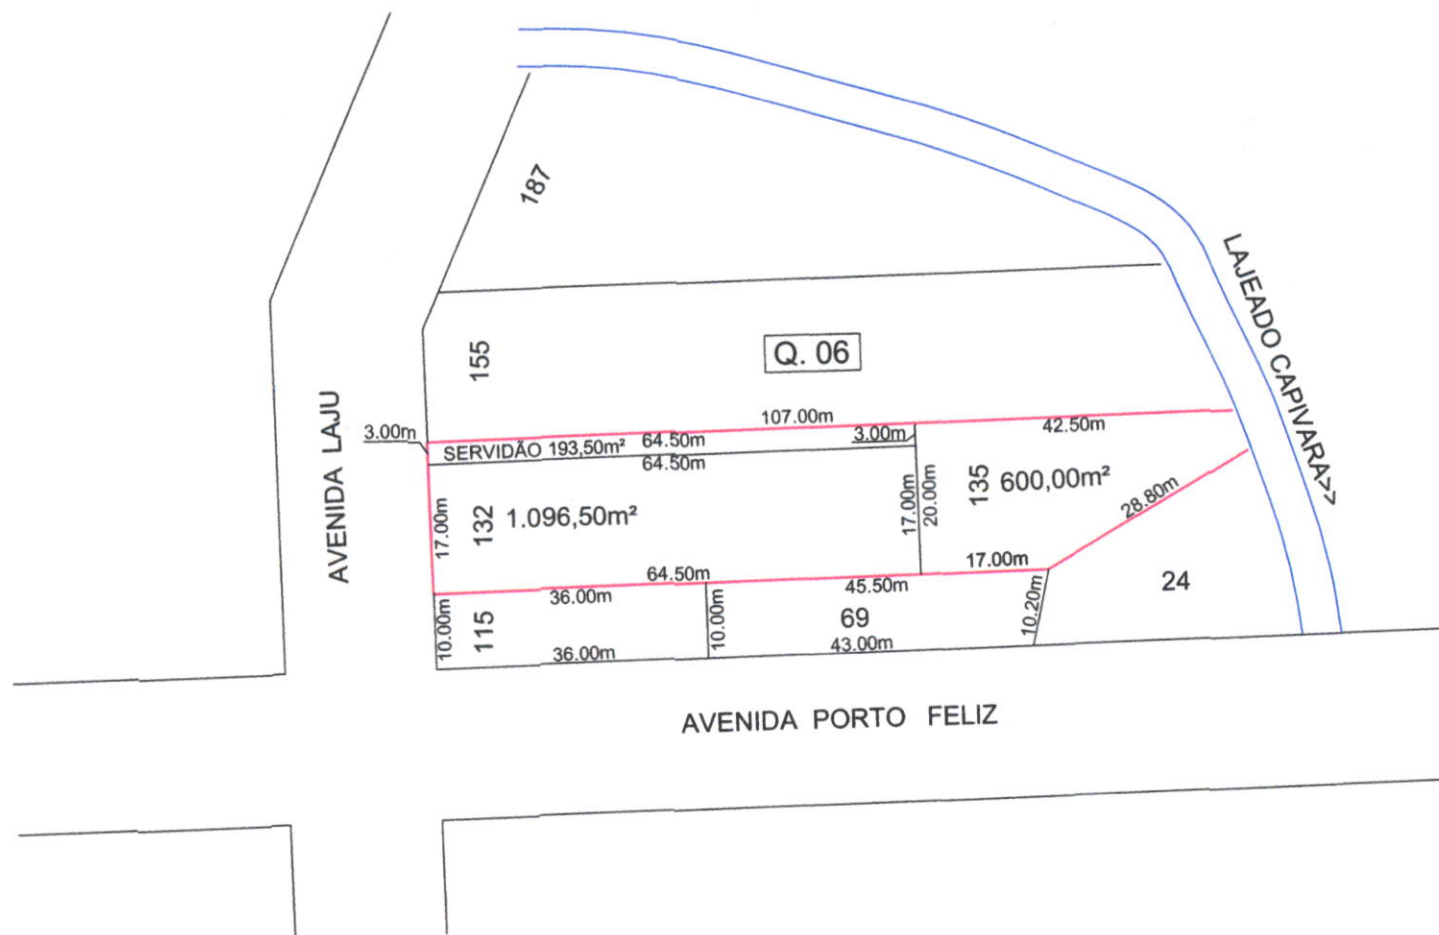 187
LAJEADO CAPIVARA>>
155
Q. 06
AVENIDA LAJU
3.00m
107.00m
42.50m
SERVIDÃO 193,50m²
64.50m
3.00m
64.50m
17.00m
132
1.096,50m²
17.00m
20.00m
135
600,00m²
28.80m
64.50m
17.00m
36.00m
45.50m
24
10.00m
115
10.00m
69
10.20m
36.00m
43.00m
AVENIDA PORTO FELIZ